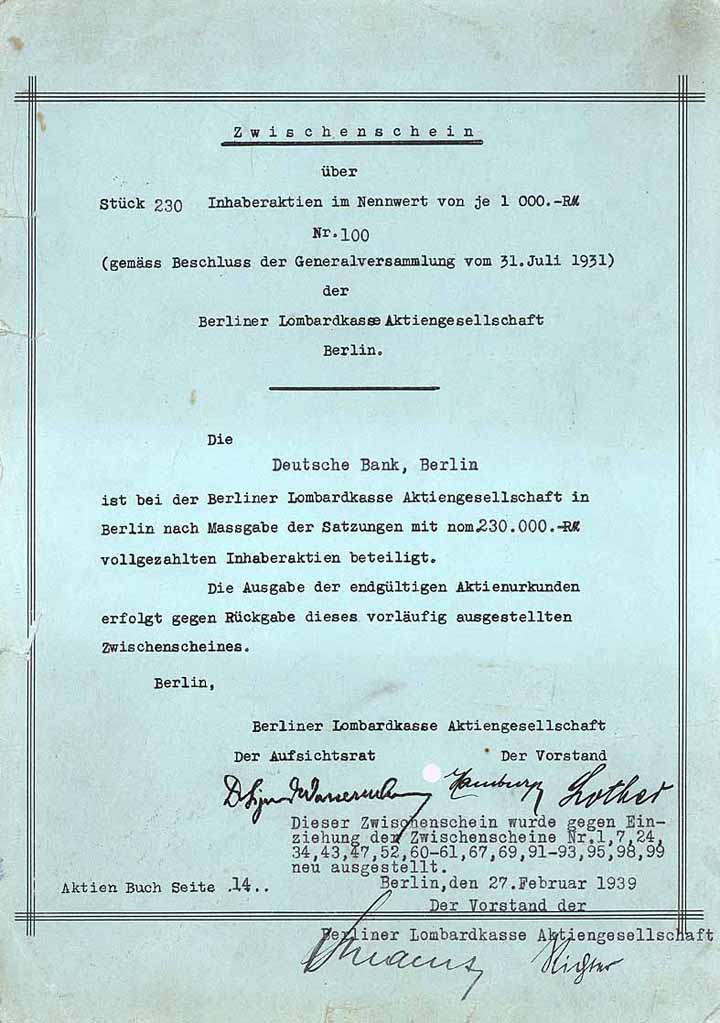 Zwischenschein
über
Stück 230 Inhaberaktien im Nennwert von je 1 000.-RM
Nr.100
(gemäss Beschluss der Generalversammlung vom 31.Juli 1931)
der
Berliner Lombardkasse Aktiengesellschaft
Berlin.
Die
Deutsche Bank, Berlin
ist bei der Berliner Lombardkasse Aktiengesellschaft in
Berlin nach Massgabe der Satzungen mit nom.230.000.-RM
vollgezahlten Inhaberaktien beteiligt.
Die Ausgabe der endgültigen Aktienurkunden
erfolgt gegen Rückgabe dieses vorläufig ausgestellten
Zwischenscheines.
Berlin,
Berliner Lombardkasse Aktiengesellschaft
Der Aufsichtsrat Der Vorstand
Dieser Zwischenschein wurde gegen Ein-
ziehung der Zwischenscheine Nr.1,7,24,
34,43,47,52,60-61,67,69,91-93,95,98,99
neu ausgestellt.
Aktien Buch Seite .14.. Berlin,den 27.Februar 1939
Der Vorstand der
Berliner Lombardkasse Aktiengesellschaft